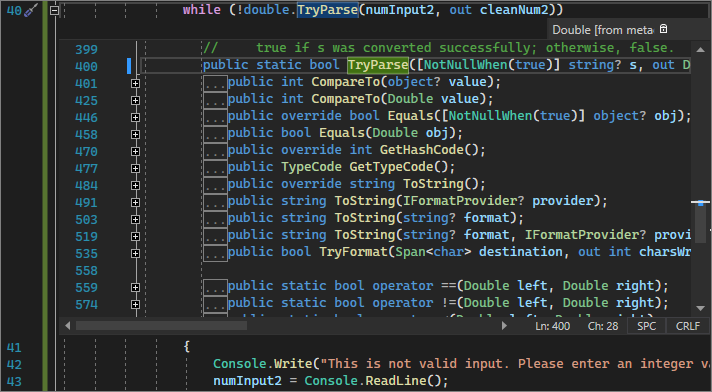 40 while (!double.TryParse(numInput2, out cleanNum2))
Double [from meta
399 // true if s was converted successfully; otherwise, false.
400 public static bool TryParse([NotNullWhen(true)] string? s, out D
401 ...public int CompareTo(object? value);
425 ...public int CompareTo(Double value);
446 ...public override bool Equals([NotNullWhen(true)] object? obj);
458 ...public bool Equals(Double obj);
470 ...public override int GetHashCode();
477 ...public TypeCode GetTypeCode();
484 ...public override string ToString();
491 ...public string ToString(IFormatProvider? provider);
503 ...public string ToString(string? format);
519 ...public string ToString(string? format, IFormatProvider? provi
535 ...public bool TryFormat(Span<char> destination, out int charsWr
558
559 ...public static bool operator ==(Double left, Double right);
574 ...public static bool operator !=(Double left, Double right);
Ln: 400 Ch: 28 SPC CRLF
41 {
42 Console.Write("This is not valid input. Please enter an integer va
43 numInput2 = Console.ReadLine();